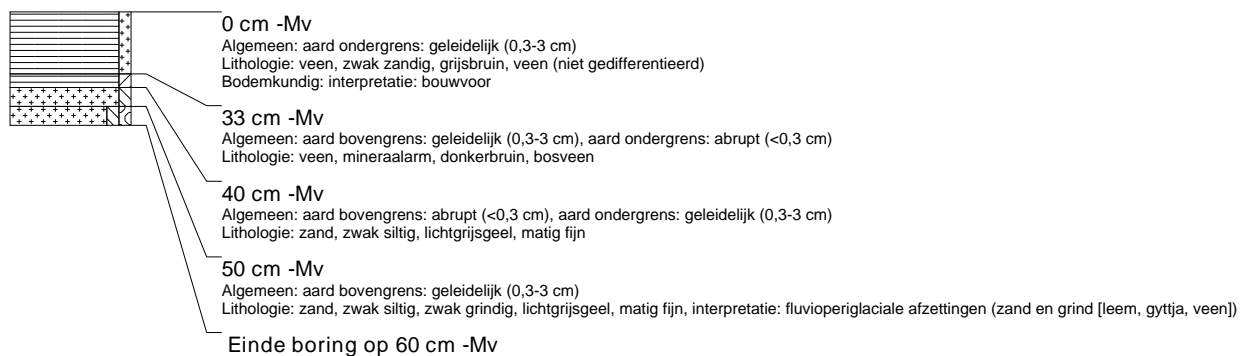 0 cm -Mv
Algemeen: aard ondergrens: geleidelijk (0,3-3 cm)
Lithologie: veen, zwak zandig, grijsbruin, veen (niet gedifferentieerd)
Bodemkundig: interpretatie: bouwvoor
33 cm -Mv
Algemeen: aard bovengrens: geleidelijk (0,3-3 cm), aard ondergrens: abrupt (<0,3 cm)
Lithologie: veen, mineraalarm, donkerbruin, bosveen
40 cm -Mv
Algemeen: aard bovengrens: abrupt (<0,3 cm), aard ondergrens: geleidelijk (0,3-3 cm)
Lithologie: zand, zwak siltig, lichtgrijsgeel, matig fijn
50 cm -Mv
Algemeen: aard bovengrens: geleidelijk (0,3-3 cm)
Lithologie: zand, zwak siltig, zwak grindig, lichtgrijsgeel, matig fijn, interpretatie: fluvioperiglaciale afzettingen (zand en grind [leem, gyttja, veen])
Einde boring op 60 cm -Mv